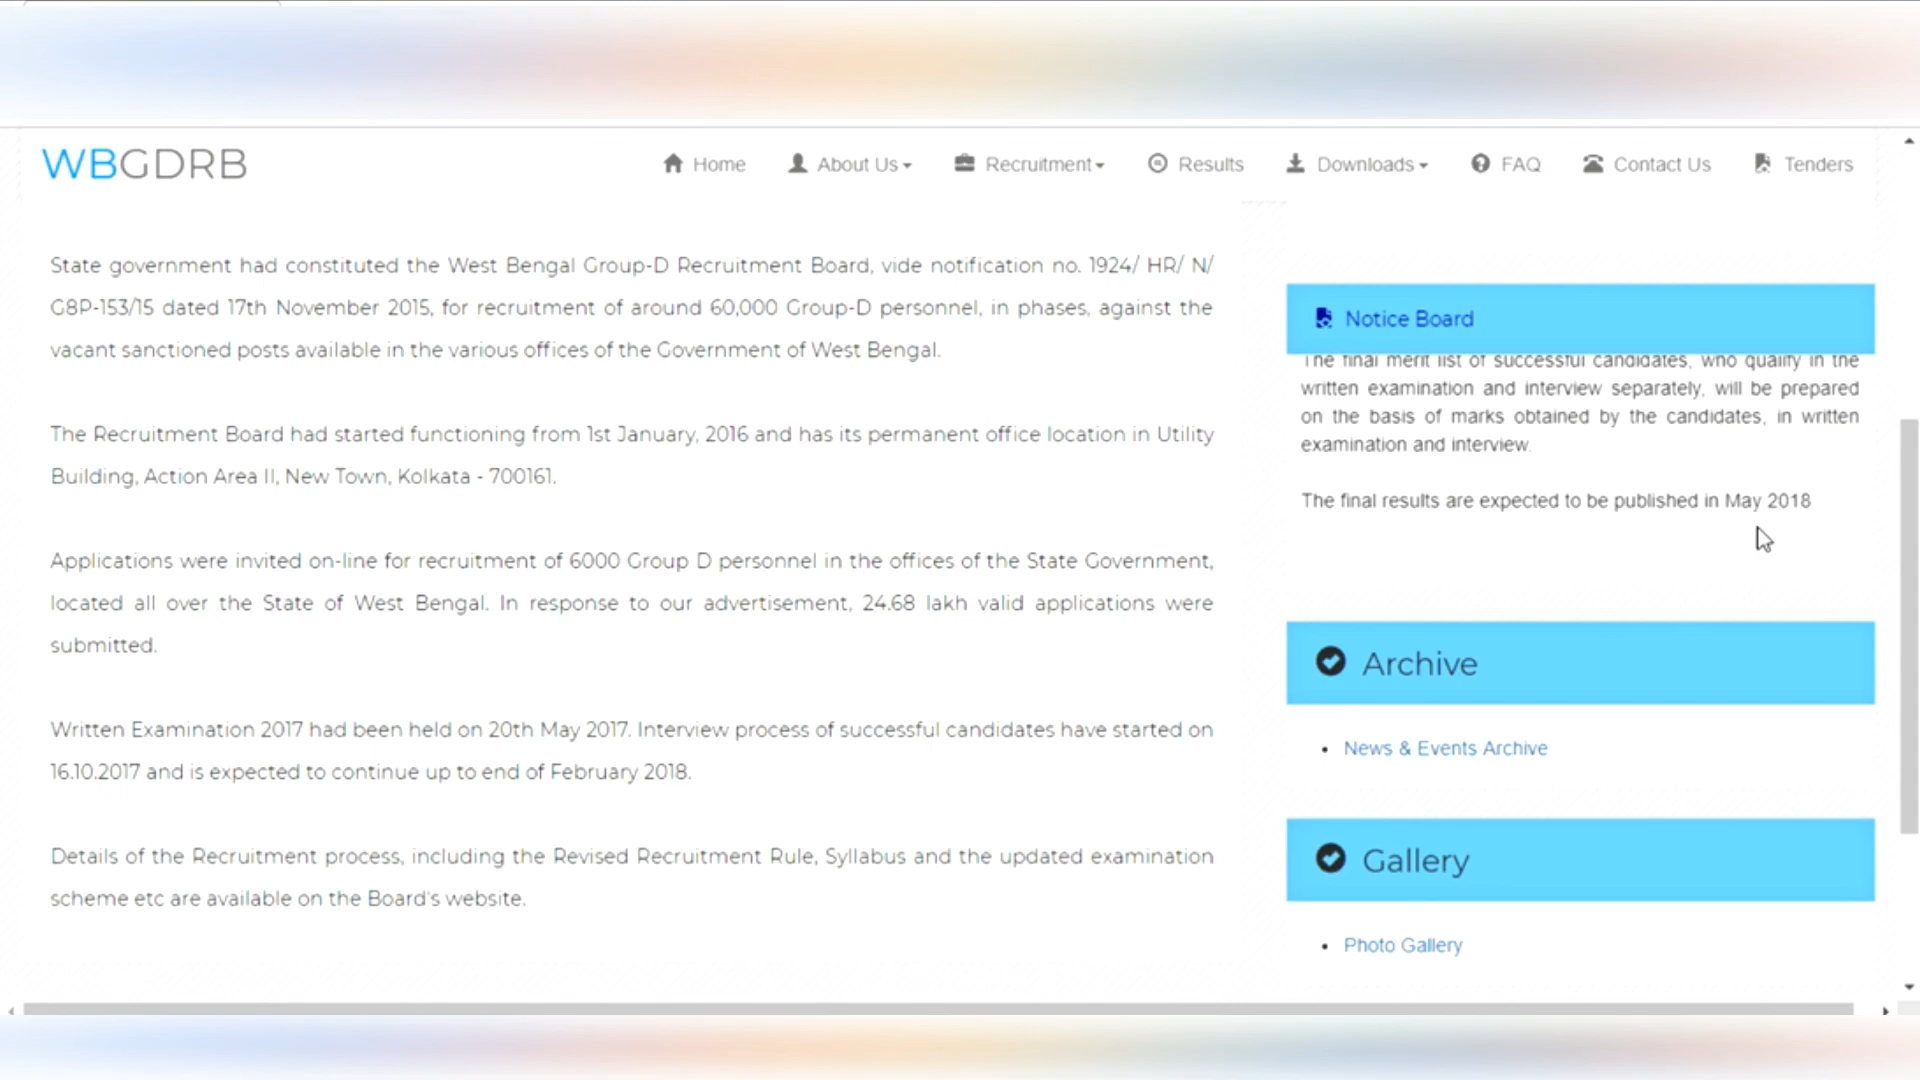 WBGDRB
Home
About Us
Recruitment
Results
Downloads
FAQ
Contact Us
Tenders
State government had constituted the West Bengal Group-D Recruitment Board, vide notification no. 1924/ HR/ N/
G8P-153/15 dated 17th November 2015, for recruitment of around 60,000 Group-D personnel, in phases, against the
vacant sanctioned posts available in the various offices of the Government of West Bengal.
The Recruitment Board had started functioning from 1st January, 2016 and has its permanent office location in Utility
Building, Action Area II, New Town, Kolkata - 700161.
Applications were invited on-line for recruitment of 6000 Group D personnel in the offices of the State Government,
located all over the State of West Bengal. In response to our advertisement, 24.68 lakh valid applications were
submitted.
Written Examination 2017 had been held on 20th May 2017. Interview process of successful candidates have started on
16.10.2017 and is expected to continue up to end of February 2018.
Details of the Recruitment process, including the Revised Recruitment Rule, Syllabus and the updated examination
scheme etc are available on the Board's website.
Notice Board
The final merit list of successful candidates, who qualify in the
written examination and interview separately, will be prepared
on the basis of marks obtained by the candidates, in written
examination and interview.
The final results are expected to be published in May 2018
Archive
• News & Events Archive
Gallery
• Photo Gallery